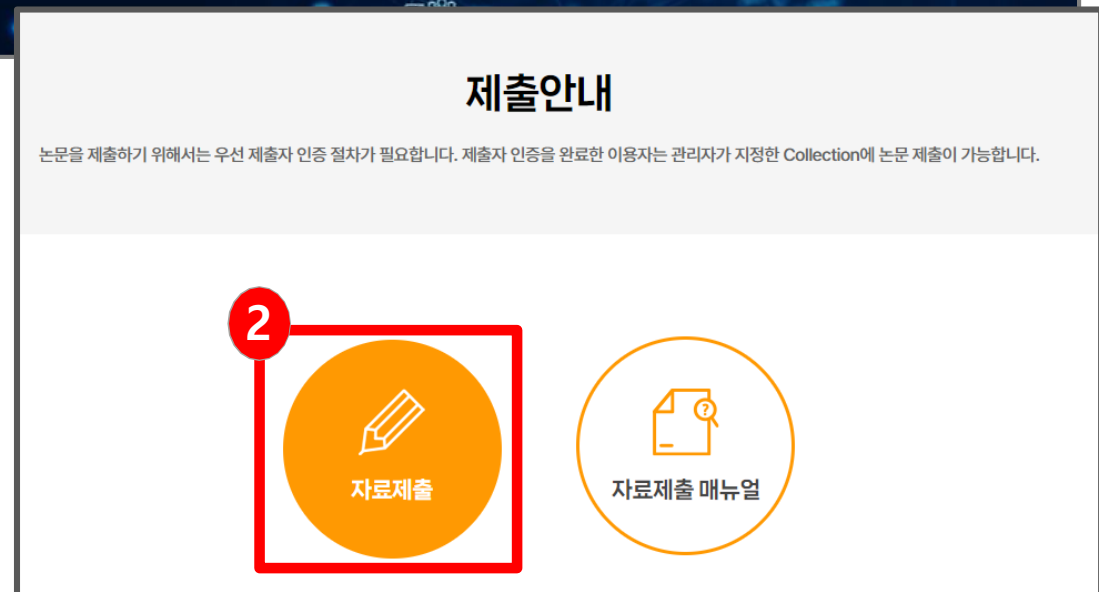 제출안내
논문을 제출하기 위해서는 우선 제출자 인증 절차가 필요합니다. 제출자 인증을 완료한 이용자는 관리자가 지정한 Collection에 논문 제출이 가능합니다.
2
?
자료제출
자료제출 매뉴얼